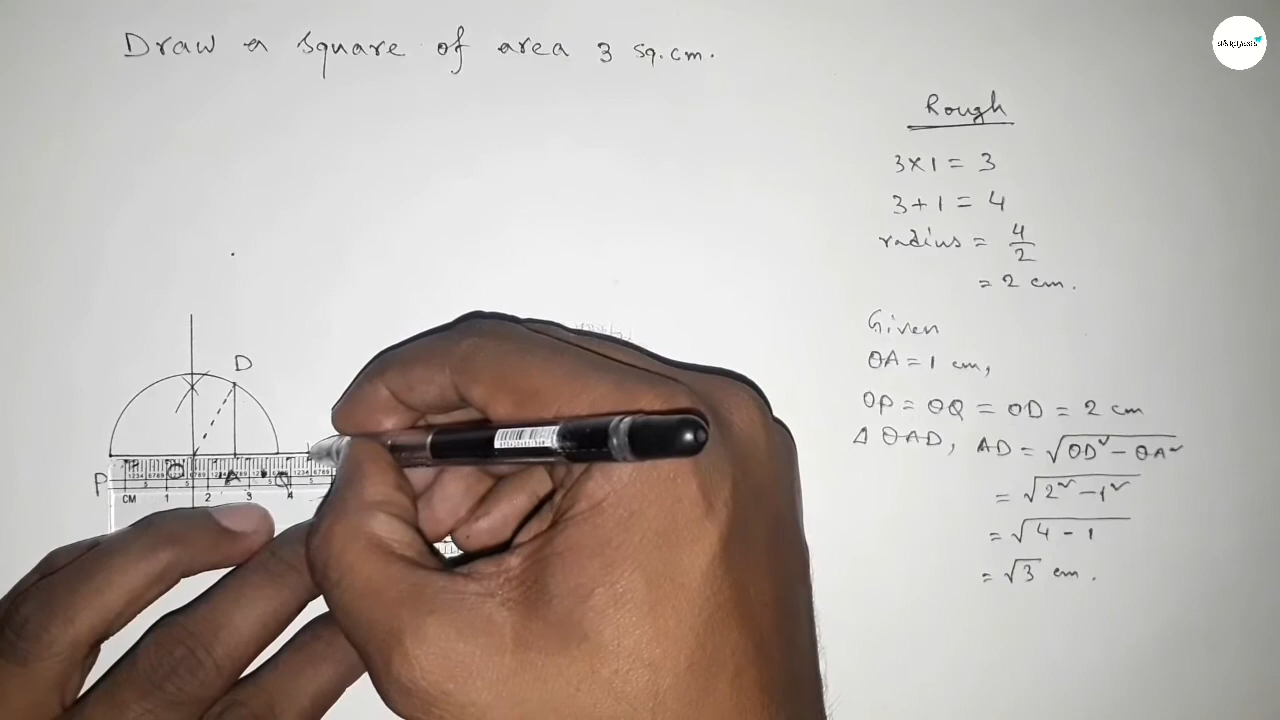 Draw a square of area 3 sq.cm.
Rough
3×1 = 3
3+1 = 4
radius = 4/2
= 2 cm.
Given
OA = 1 cm,
OP = OQ = OD = 2 cm
Δ OAD, AD = √OD² - OA²
= √2² - 1²
= √4 - 1
= √3 cm.
D
P O A Q
CM 1 2 3 4